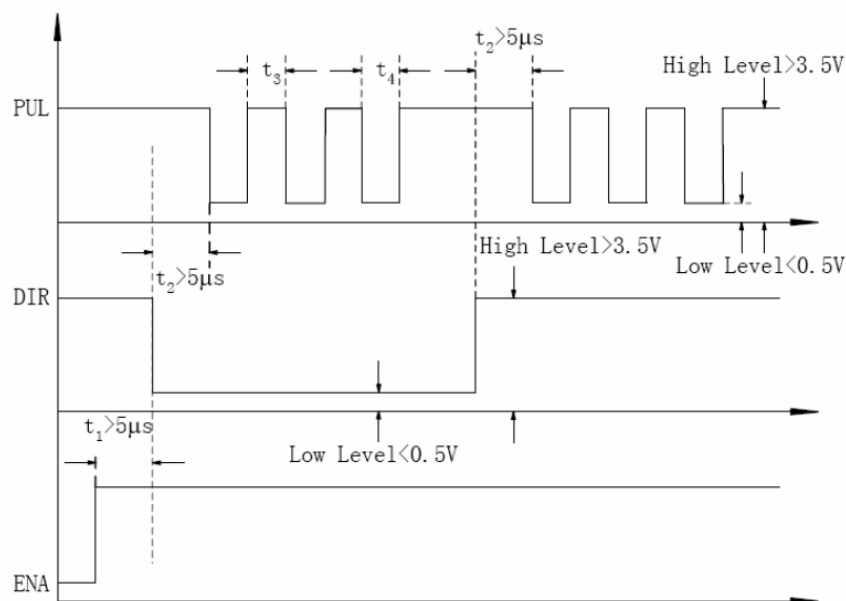 t₂>5µs
High Level>3.5V
t₃
t₄
PUL
High Level>3.5V
Low Level<0.5V
t₂>5µs
DIR
t₁>5µs
Low Level<0.5V
ENA